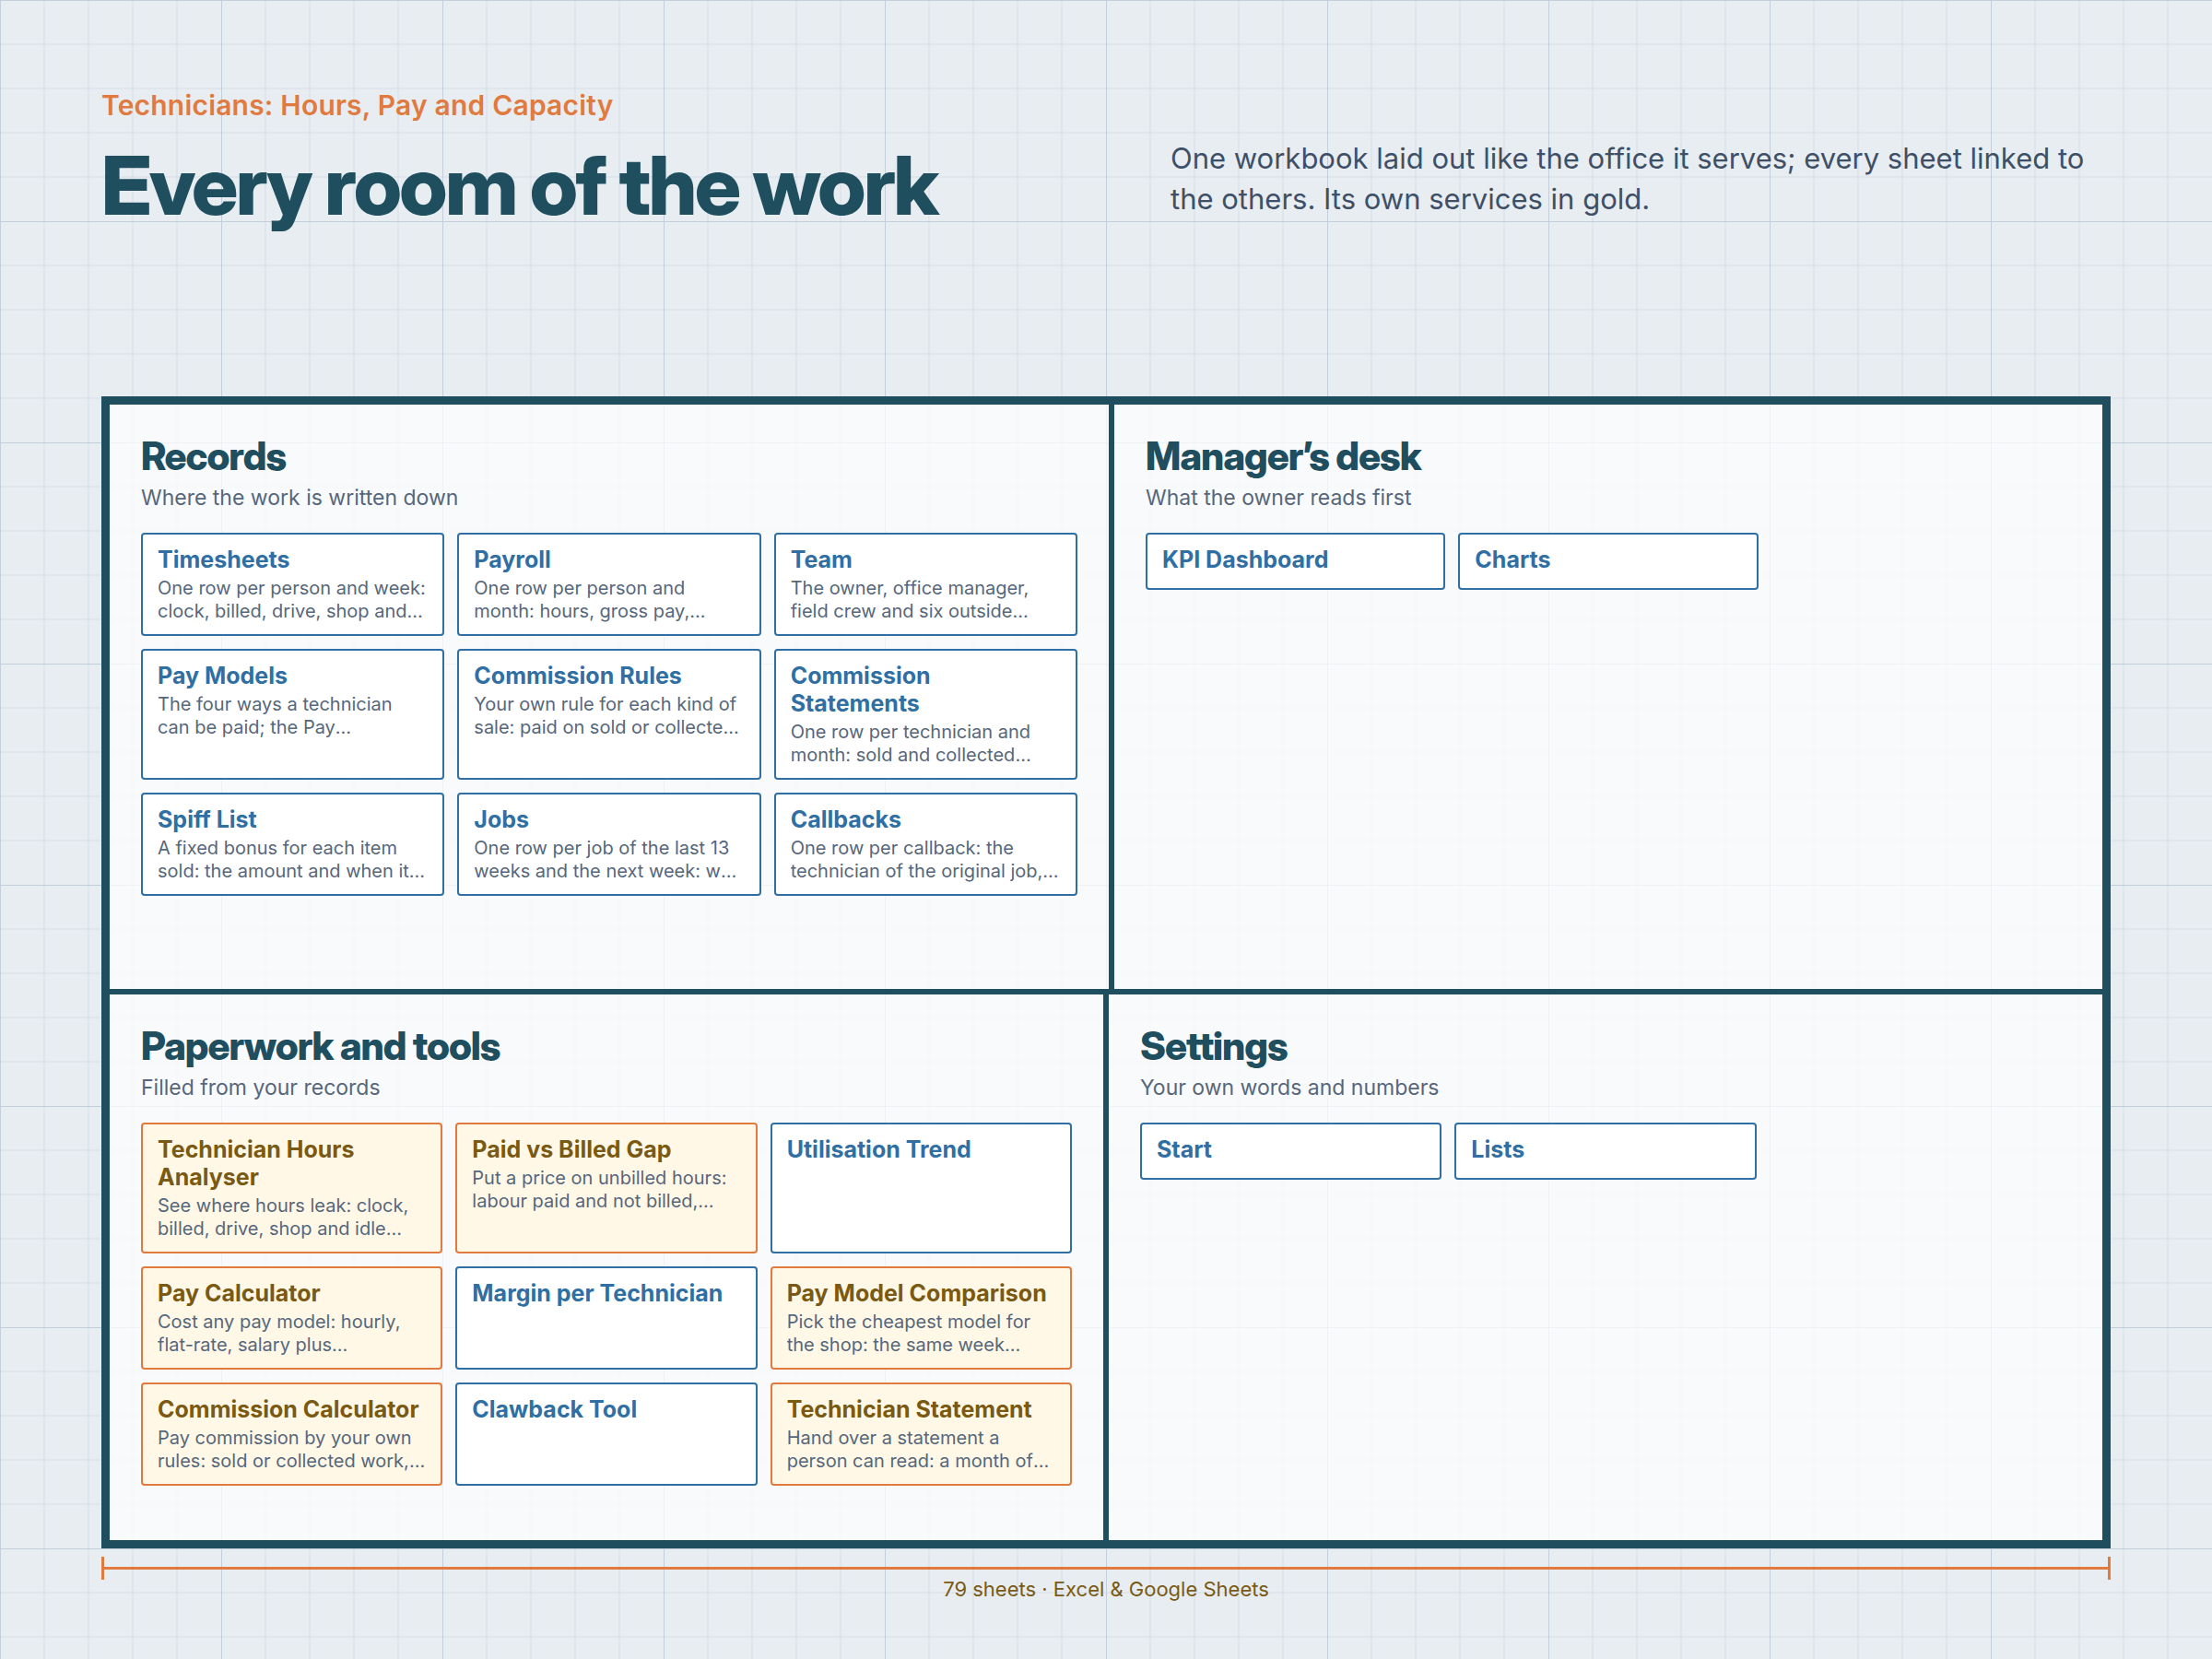 Technicians: Hours, Pay and Capacity
Every room of the work
One workbook laid out like the office it serves; every sheet linked to
the others. Its own services in gold.
Records
Where the work is written down
Timesheets
One row per person and week:
clock, billed, drive, shop and...
Payroll
One row per person and
month: hours, gross pay,...
Team
The owner, office manager,
field crew and six outside...
Pay Models
The four ways a technician
can be paid; the Pay...
Commission Rules
Your own rule for each kind of
sale: paid on sold or collecte...
Commission
Statements
One row per technician and
month: sold and collected...
Spiff List
A fixed bonus for each item
sold: the amount and when it...
Jobs
One row per job of the last 13
weeks and the next week: w...
Callbacks
One row per callback: the
technician of the original job,...
Manager's desk
What the owner reads first
KPI Dashboard
Charts
Paperwork and tools
Filled from your records
Technician Hours
Analyser
See where hours leak: clock,
billed, drive, shop and idle...
Paid vs Billed Gap
Put a price on unbilled hours:
labour paid and not billed,...
Utilisation Trend
Pay Calculator
Cost any pay model: hourly,
flat-rate, salary plus...
Margin per Technician
Pay Model Comparison
Pick the cheapest model for
the shop: the same week...
Commission Calculator
Pay commission by your own
rules: sold or collected work,...
Clawback Tool
Technician Statement
Hand over a statement a
person can read: a month of...
Settings
Your own words and numbers
Start
Lists
79 sheets · Excel & Google Sheets